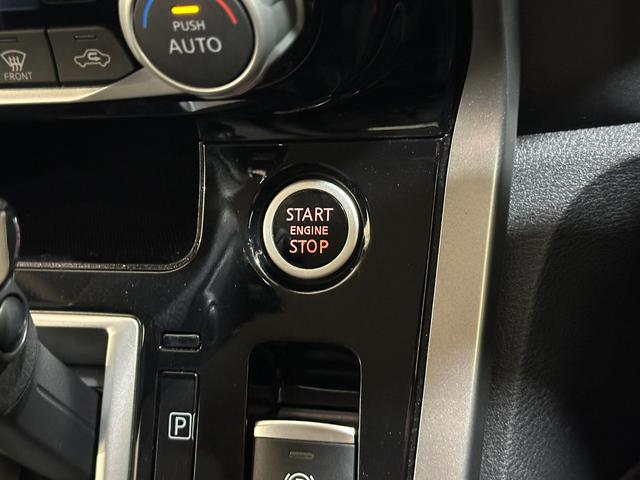 PUSH
AUTO
FRONT
START
ENGINE
STOP
P